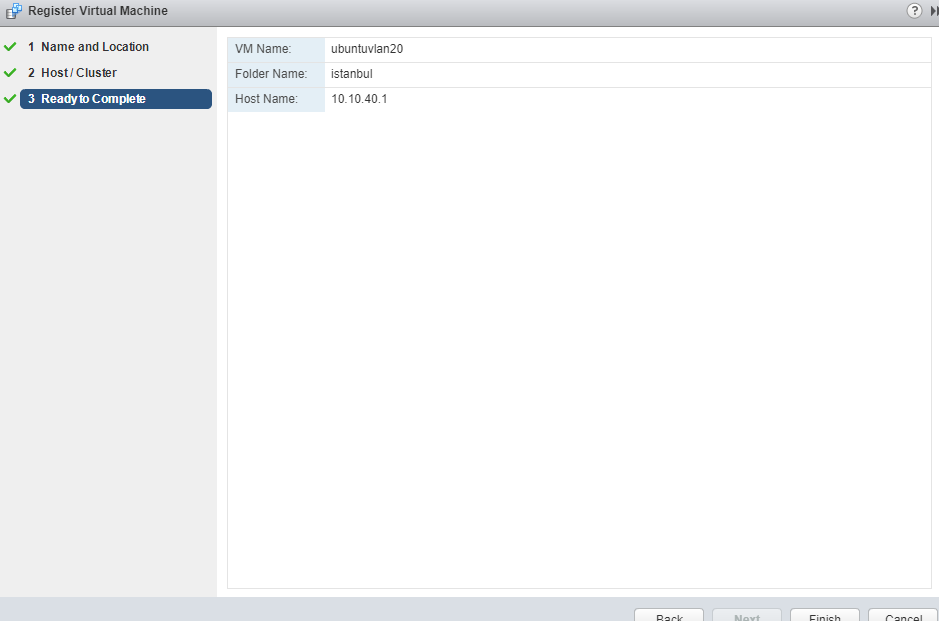 Register Virtual Machine
?
1 Name and Location
2 Host / Cluster
3 Ready to Complete
VM Name: ubuntuvlan20
Folder Name: istanbul
Host Name: 10.10.40.1
Back Next Finish Cancel